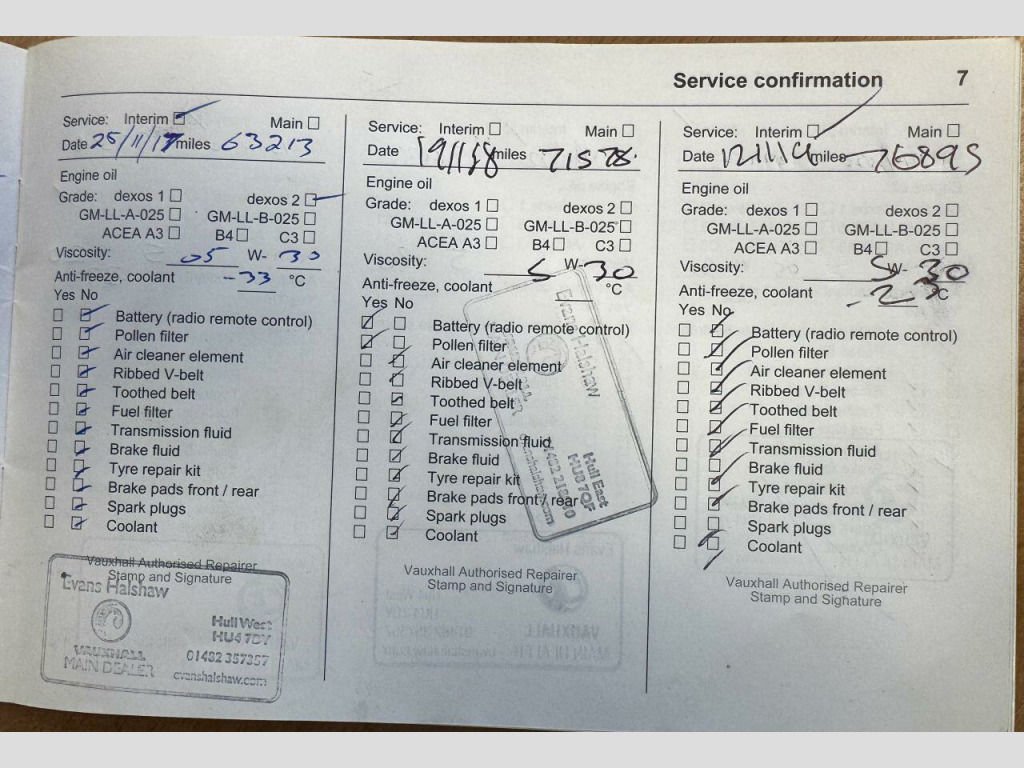 Service confirmation 7
Service: Interim Main
Date 25/11/17 miles 63213
Engine oil
Grade: dexos 1 dexos 2
GM-LL-A-025 GM-LL-B-025
ACEA A3 B4 C3
Viscosity: 05 W- 30
Anti-freeze, coolant -33 °C
Yes No
Battery (radio remote control)
Pollen filter
Air cleaner element
Ribbed V-belt
Toothed belt
Fuel filter
Transmission fluid
Brake fluid
Tyre repair kit
Brake pads front / rear
Spark plugs
Coolant
Vauxhall Authorised Repairer
Stamp and Signature
Evans Halshaw
Hull West
HU4 7DY
VAUXHALL
MAIN DEALER
01482 357357
evanshalshaw.com
Service: Interim Main
Date miles
Engine oil
Grade: dexos 1 dexos 2
GM-LL-A-025 GM-LL-B-025
ACEA A3 B4 C3
Viscosity: 5 W- 30
Anti-freeze, coolant °C
Yes No
Battery (radio remote control)
Pollen filter
Air cleaner element
Ribbed V-belt
Toothed belt
Fuel filter
Transmission fluid
Brake fluid
Tyre repair kit
Brake pads front / rear
Spark plugs
Coolant
Evans Halshaw
Hull East
HU8 7QF
evanshalshaw.com
Vauxhall Authorised Repairer
Stamp and Signature
Service: Interim Main
Date miles 76895
Engine oil
Grade: dexos 1 dexos 2
GM-LL-A-025 GM-LL-B-025
ACEA A3 B4 C3
Viscosity: 5 W- 30
Anti-freeze, coolant °C
Yes No
Battery (radio remote control)
Pollen filter
Air cleaner element
Ribbed V-belt
Toothed belt
Fuel filter
Transmission fluid
Brake fluid
Tyre repair kit
Brake pads front / rear
Spark plugs
Coolant
Vauxhall Authorised Repairer
Stamp and Signature